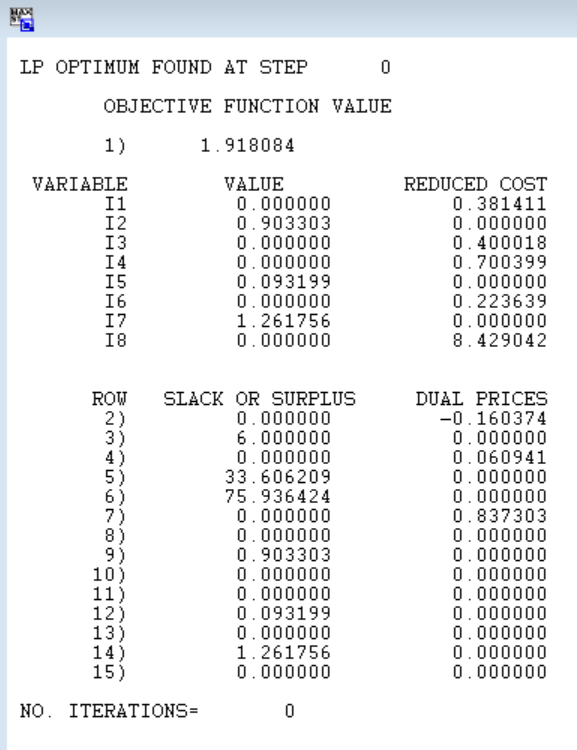 LP OPTIMUM FOUND AT STEP 0
OBJECTIVE FUNCTION VALUE
1) 1.918084
VARIABLE VALUE REDUCED COST
I1 0.000000 0.381411
I2 0.903303 0.000000
I3 0.000000 0.400018
I4 0.000000 0.700399
I5 0.093199 0.000000
I6 0.000000 0.223639
I7 1.261756 0.000000
I8 0.000000 8.429042
ROW SLACK OR SURPLUS DUAL PRICES
2) 0.000000 -0.160374
3) 6.000000 0.000000
4) 0.000000 0.060941
5) 33.606209 0.000000
6) 75.936424 0.000000
7) 0.000000 0.837303
8) 0.000000 0.000000
9) 0.903303 0.000000
10) 0.000000 0.000000
11) 0.000000 0.000000
12) 0.093199 0.000000
13) 0.000000 0.000000
14) 1.261756 0.000000
15) 0.000000 0.000000
NO. ITERATIONS= 0